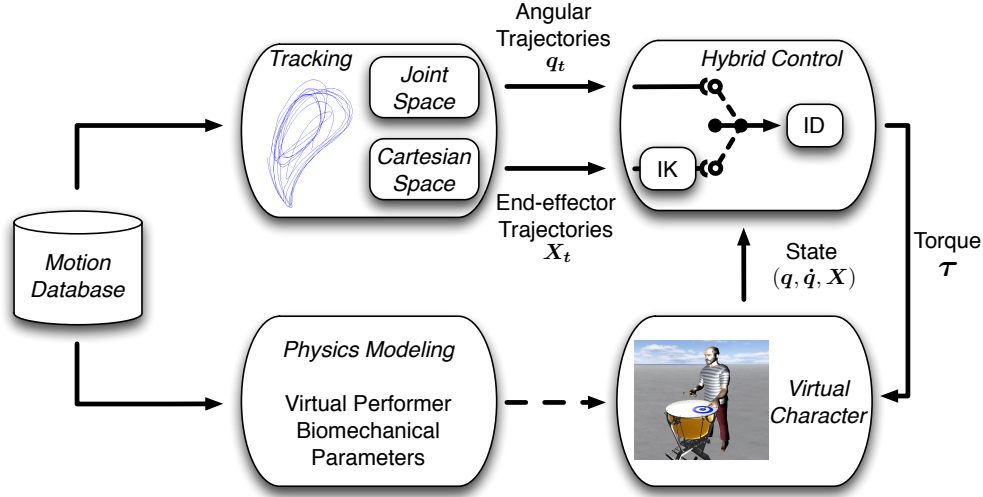 Tracking
Joint
Space
Cartesian
Space
Angular
Trajectories
q_t
End-effector
Trajectories
X_t
Hybrid Control
IK
ID
Motion
Database
State
(q, q̇, X)
Torque
τ
Physics Modeling
Virtual Performer
Biomechanical
Parameters
Virtual
Character